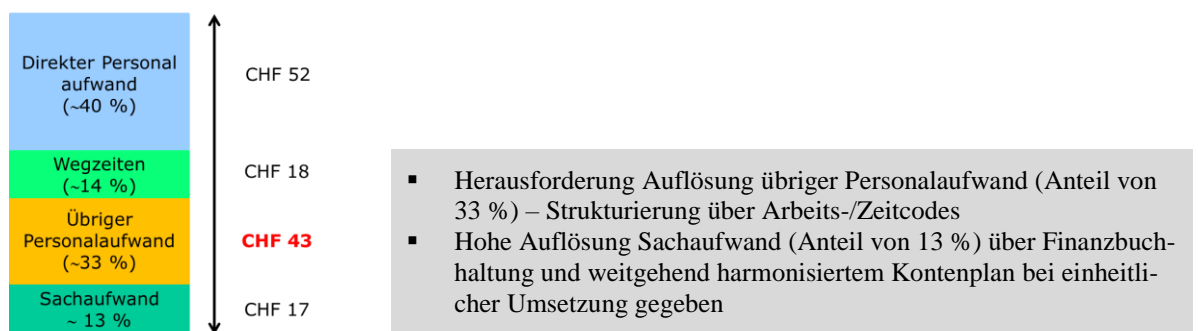 Direkter Personal
aufwand
(~40 %)
CHF 52
Wegzeiten
(~14 %)
CHF 18
Übriger
Personalaufwand
(~33 %)
CHF 43
Sachaufwand
~ 13 %
CHF 17
▪ Herausforderung Auflösung übriger Personalaufwand (Anteil von
33 %) – Strukturierung über Arbeits-/Zeitcodes
▪ Hohe Auflösung Sachaufwand (Anteil von 13 %) über Finanzbuch-
haltung und weitgehend harmonisiertem Kontenplan bei einheitli-
cher Umsetzung gegeben